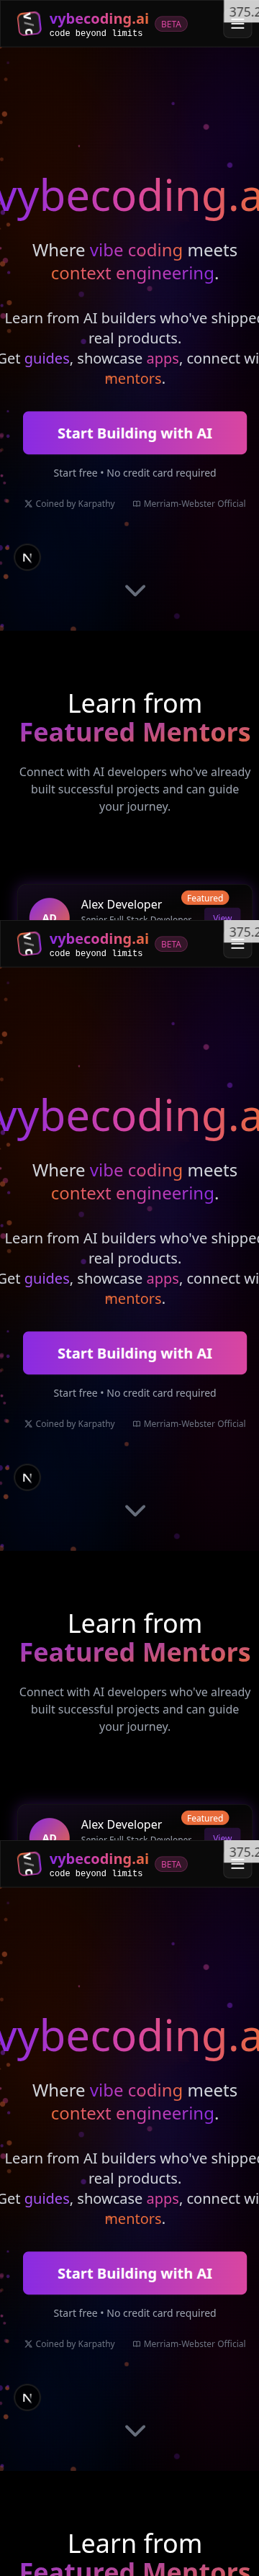 vybecoding.ai BETA 375.2
code beyond limits
vybecoding.a
Where vibe coding meets
context engineering.
Learn from AI builders who've shipped
real products.
Get guides, showcase apps, connect wi
mentors.
Start Building with AI
Start free • No credit card required
Coined by Karpathy Merriam-Webster Official
N
Learn from
Featured Mentors
Connect with AI developers who've already
built successful projects and can guide
your journey.
Featured
Alex Developer
AD Senior Full Stack Developer View
vybecoding.ai BETA 375.2
code beyond limits
vybecoding.a
Where vibe coding meets
context engineering.
Learn from AI builders who've shipped
real products.
Get guides, showcase apps, connect wi
mentors.
Start Building with AI
Start free • No credit card required
Coined by Karpathy Merriam-Webster Official
N
Learn from
Featured Mentors
Connect with AI developers who've already
built successful projects and can guide
your journey.
Featured
Alex Developer
AD Senior Full Stack Developer View
vybecoding.ai BETA 375.2
code beyond limits
vybecoding.a
Where vibe coding meets
context engineering.
Learn from AI builders who've shipped
real products.
Get guides, showcase apps, connect wi
mentors.
Start Building with AI
Start free • No credit card required
Coined by Karpathy Merriam-Webster Official
N
Learn from
Featured Mentors